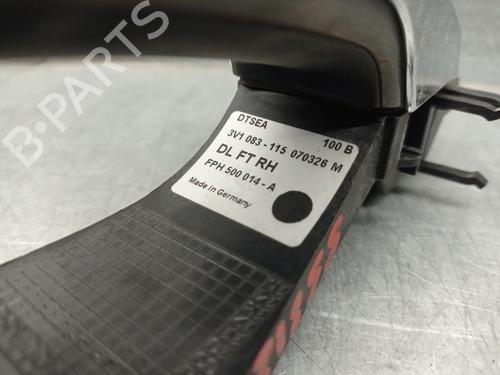 B-PARTS
DTSEA 100 B
3V1 083 - 115 070326 M
DL FT RH
FPH 500 014 - A
Made in Germany